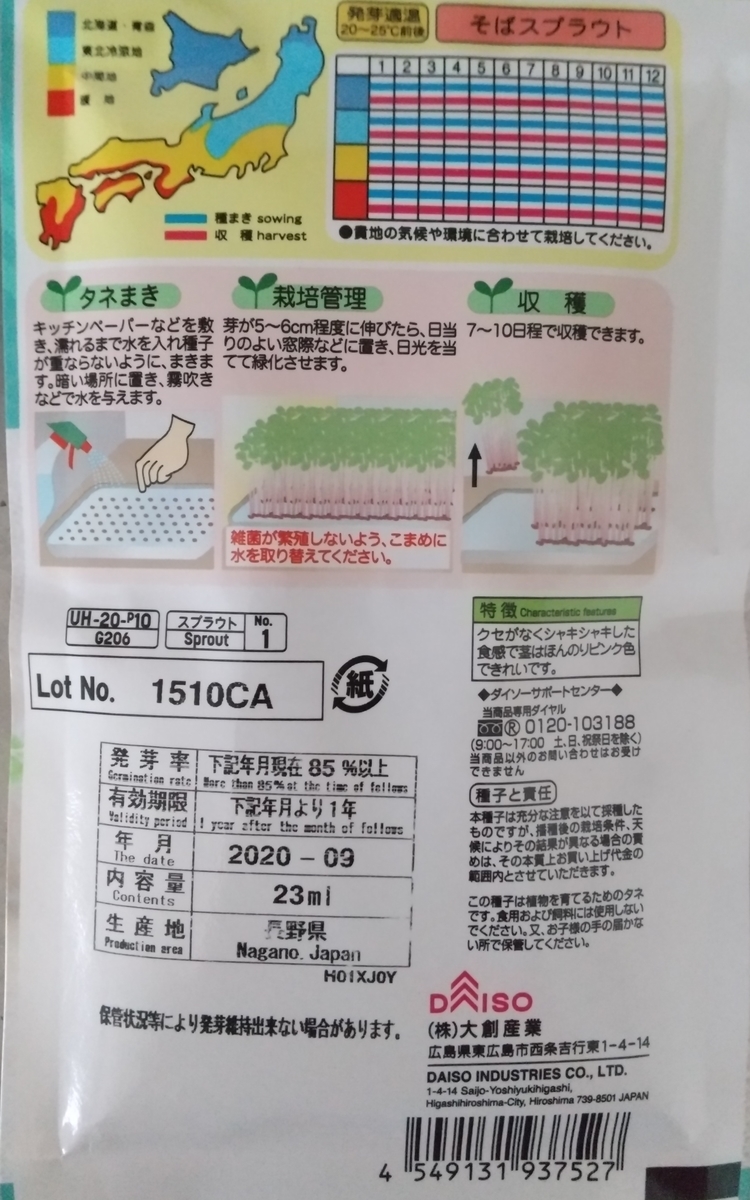 北海道・青森
東北冷涼地
中間地
暖 地
種まき sowing
収 穫 harvest
発芽適温
20〜25℃前後
そばスプラウト
1 2 3 4 5 6 7 8 9 10 11 12
●貴地の気候や環境に合わせて栽培してください。
タネまき
キッチンペーパーなどを敷
き、濡れるまで水を入れ種子
が重ならないように、まきま
す。暗い場所に置き、霧吹き
などで水を与えます。
栽培管理
芽が5〜6cm程度に伸びたら、日当
りのよい窓際などに置き、日光を当
てて緑化させます。
雑菌が繁殖しないよう、こまめに
水を取り替えてください。
収 穫
7〜10日程で収穫できます。
UH-20-P10
G206
スプラウト
Sprout
No.
1
Lot No. 1510CA
紙
特徴 Characteristic features
クセがなくシャキシャキした
食感で茎はほんのりピンク色
できれいです。
◆ダイソーサポートセンター◆
当商品専用ダイヤル
® 0120-103188
(9:00〜17:00 土、日、祝祭日を除く)
当商品以外のお問い合わせはお受け
できません
種子と責任
本種子は充分な注意を以て採種した
ものですが、播種後の栽培条件、天
候によりその結果が異なる場合の責
めは、その本質上お買い上げ代金の
範囲内とさせていただきます。
この種子は植物を育てるためのタネ
です。食用および飼料には使用しない
でください。又、お子様の手の届かな
い所で保管してください。
発芽率 下記年月現在 85 %以上
Germination rate More than 85% at the time of follows
有効期限 下記年月より1年
Validity period 1 year after the month of follows
年 月
The date
2020 - 09
内容量
Contents
23ml
生産地 長野県
Production area Nagano. Japan
H01XJ0Y
保管状況等により発芽維持出来ない場合があります。
DAISO
(株)大創産業
広島県東広島市西条吉行東1-4-14
DAISO INDUSTRIES CO., LTD.
1-4-14 Saijo-Yoshiyukihigashi,
Higashihiroshima-City, Hiroshima 739-8501 JAPAN
4 549131 937527